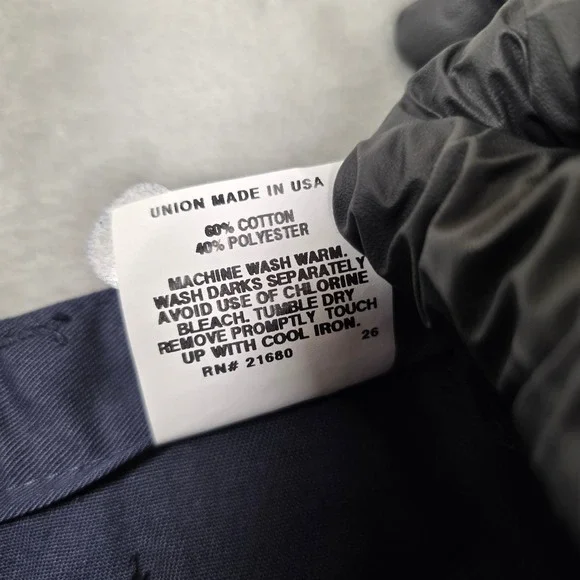 UNION MADE IN USA
60% COTTON
40% POLYESTER
MACHINE WASH WARM.
WASH DARKS SEPARATELY
AVOID USE OF CHLORINE
BLEACH. TUMBLE DRY
REMOVE PROMPTLY TOUCH
UP WITH COOL IRON.
26
RN# 21680